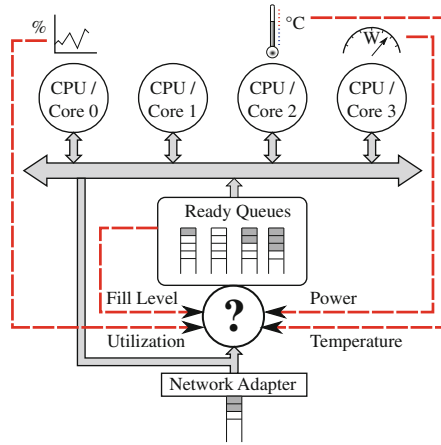 %
°C
W
CPU /
Core 0
CPU /
Core 1
CPU /
Core 2
CPU /
Core 3
Ready Queues
Fill Level
Power
?
Utilization
Temperature
Network Adapter